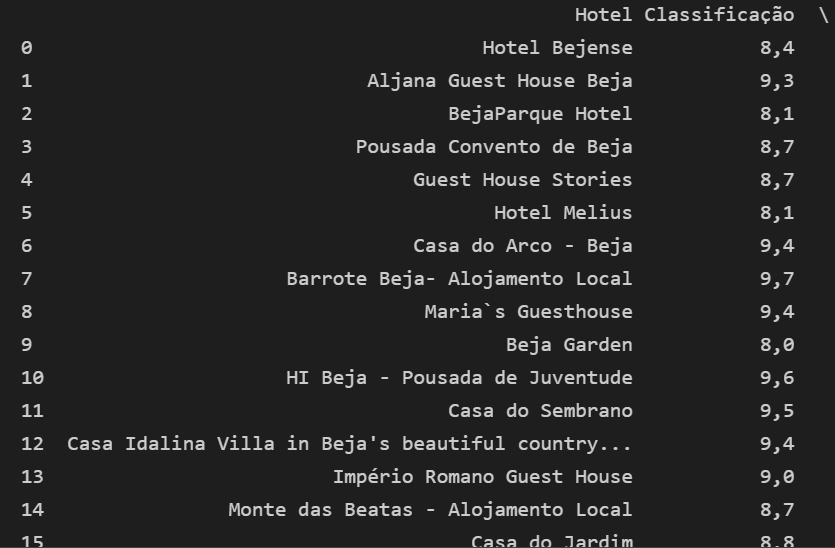 Hotel Classificação \
0 Hotel Bejense 8,4
1 Aljana Guest House Beja 9,3
2 BejaParque Hotel 8,1
3 Pousada Convento de Beja 8,7
4 Guest House Stories 8,7
5 Hotel Melius 8,1
6 Casa do Arco - Beja 9,4
7 Barrote Beja- Alojamento Local 9,7
8 Maria`s Guesthouse 9,4
9 Beja Garden 8,0
10 HI Beja - Pousada de Juventude 9,6
11 Casa do Sembrano 9,5
12 Casa Idalina Villa in Beja's beautiful country... 9,4
13 Império Romano Guest House 9,0
14 Monte das Beatas - Alojamento Local 8,7
15 Casa do Jardim 8,8